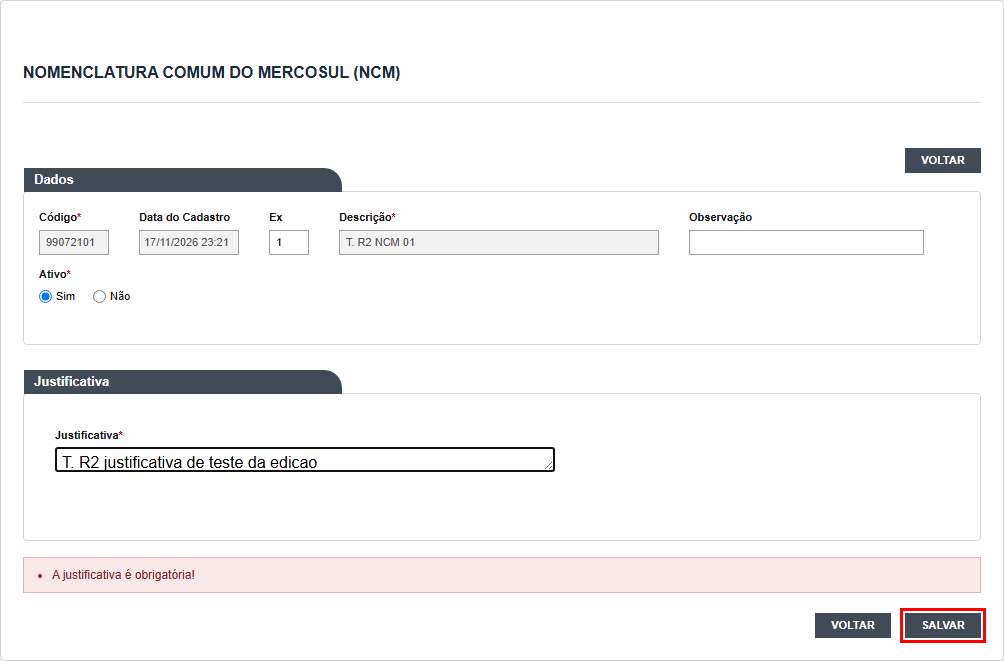 NOMENCLATURA COMUM DO MERCOSUL (NCM)
VOLTAR
Dados
Código* Data do Cadastro Ex Descrição* Observação
99072101 17/11/2026 23:21 1 T. R2 NCM 01
Ativo*
Sim Não
Justificativa
Justificativa*
T. R2 justificativa de teste da edicao
A justificativa é obrigatória!
VOLTAR SALVAR